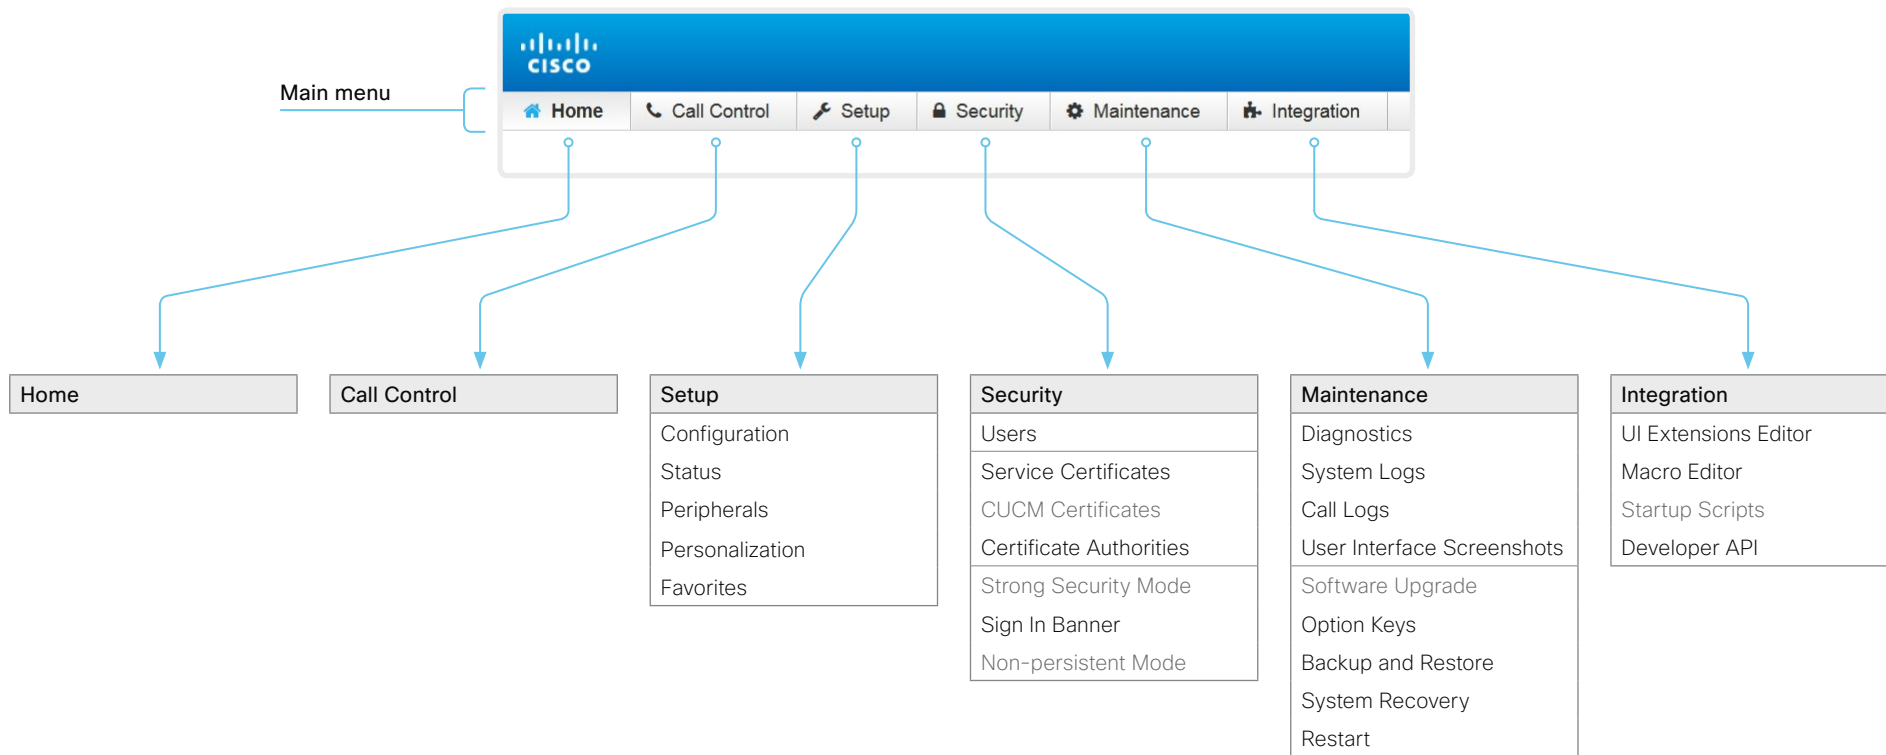 CISCO
Main menu
Home Call Control Setup Security Maintenance Integration
Home
Call Control
Setup
Configuration
Status
Peripherals
Personalization
Favorites
Security
Users
Service Certificates
CUCM Certificates
Certificate Authorities
Strong Security Mode
Sign In Banner
Non-persistent Mode
Maintenance
Diagnostics
System Logs
Call Logs
User Interface Screenshots
Software Upgrade
Option Keys
Backup and Restore
System Recovery
Restart
Integration
UI Extensions Editor
Macro Editor
Startup Scripts
Developer API